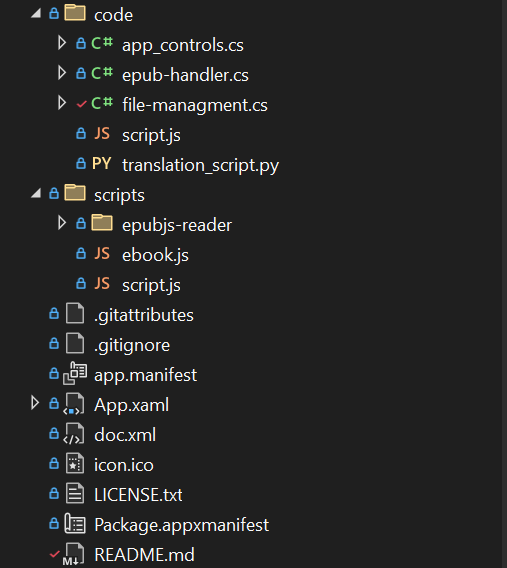 code
C# app_controls.cs
C# epub-handler.cs
C# file-managment.cs
JS script.js
PY translation_script.py
scripts
epubjs-reader
JS ebook.js
JS script.js
.gitattributes
.gitignore
app.manifest
App.xaml
doc.xml
icon.ico
LICENSE.txt
Package.appxmanifest
M README.md